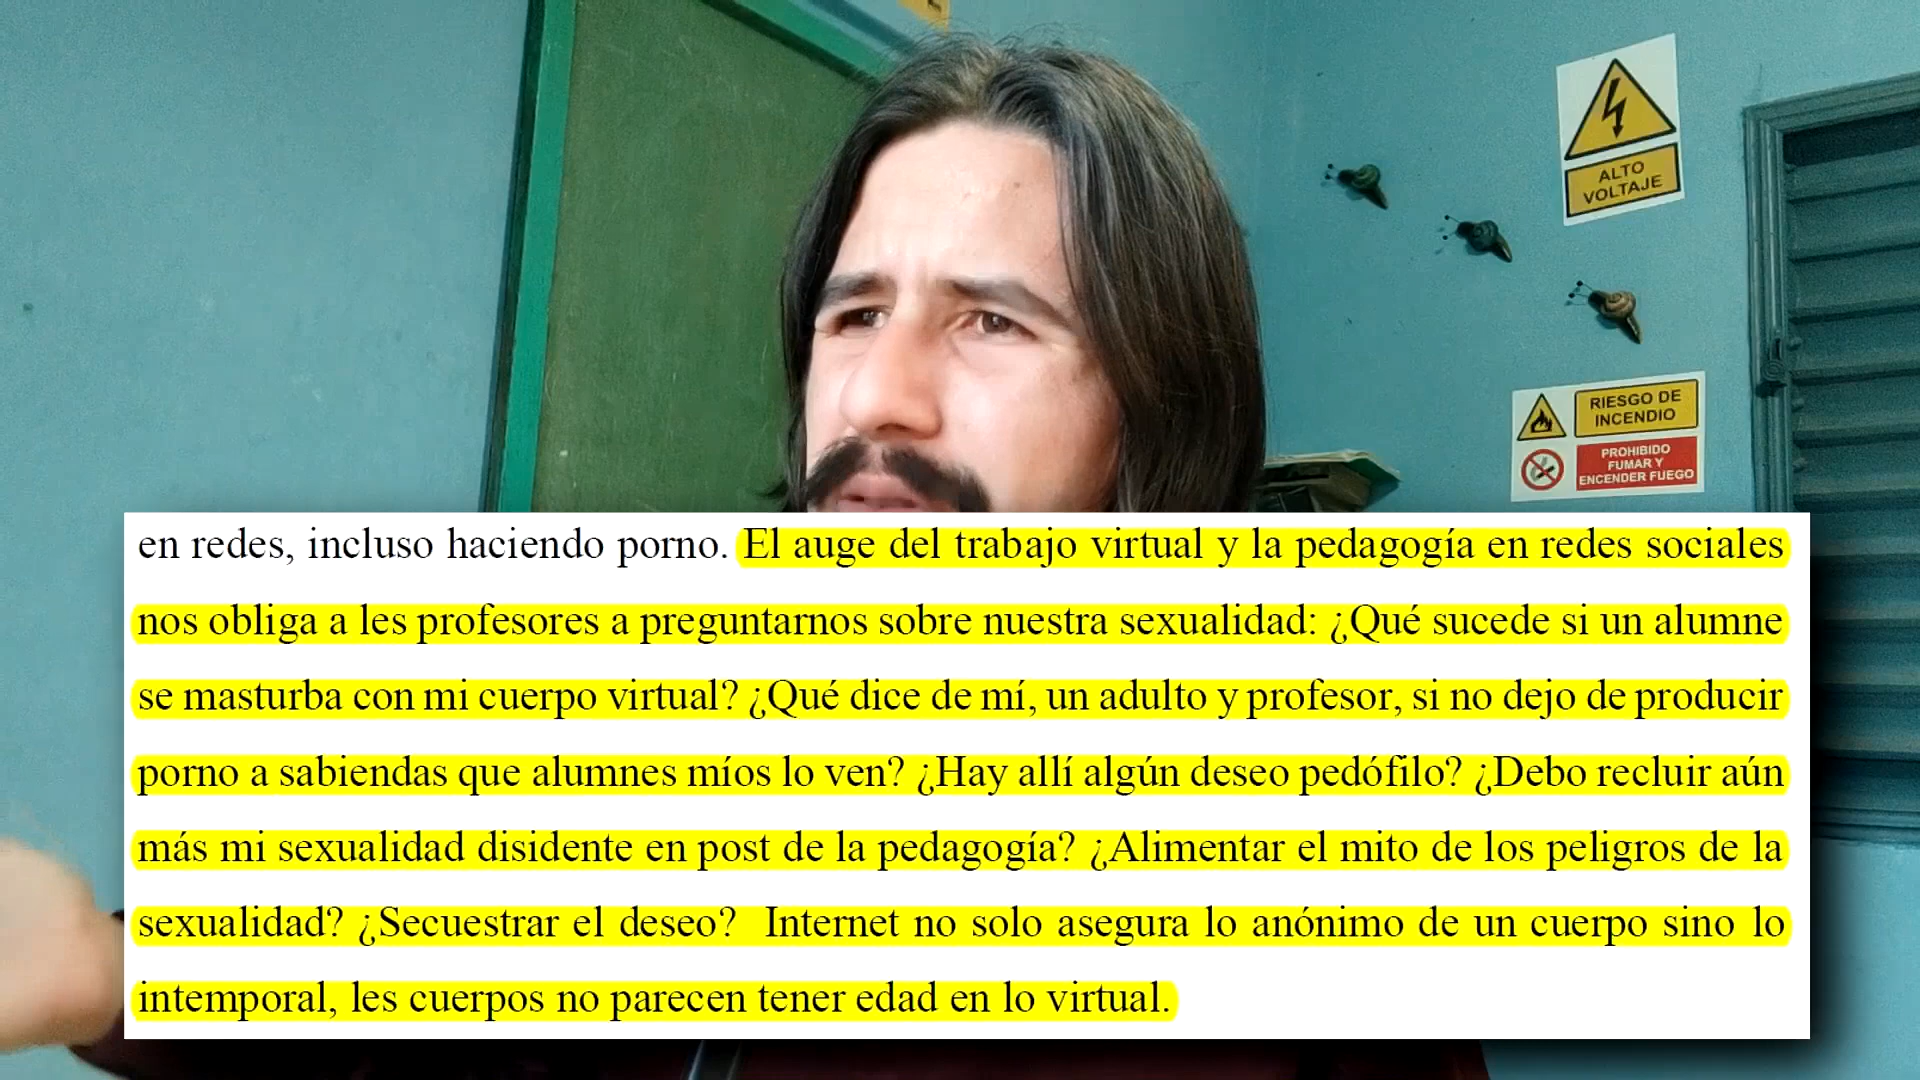 ALTO
VOLTAJE
RIESGO DE
INCENDIO
PROHIBIDO
FUMAR Y
ENCENDER FUEGO
en redes, incluso haciendo porno. El auge del trabajo virtual y la pedagogía en redes sociales
nos obliga a les profesores a preguntarnos sobre nuestra sexualidad: ¿Qué sucede si un alumne
se masturba con mi cuerpo virtual? ¿Qué dice de mí, un adulto y profesor, si no dejo de producir
porno a sabiendas que alumnes míos lo ven? ¿Hay allí algún deseo pedófilo? ¿Debo recluir aún
más mi sexualidad disidente en post de la pedagogía? ¿Alimentar el mito de los peligros de la
sexualidad? ¿Secuestrar el deseo? Internet no solo asegura lo anónimo de un cuerpo sino lo
intemporal, les cuerpos no parecen tener edad en lo virtual.